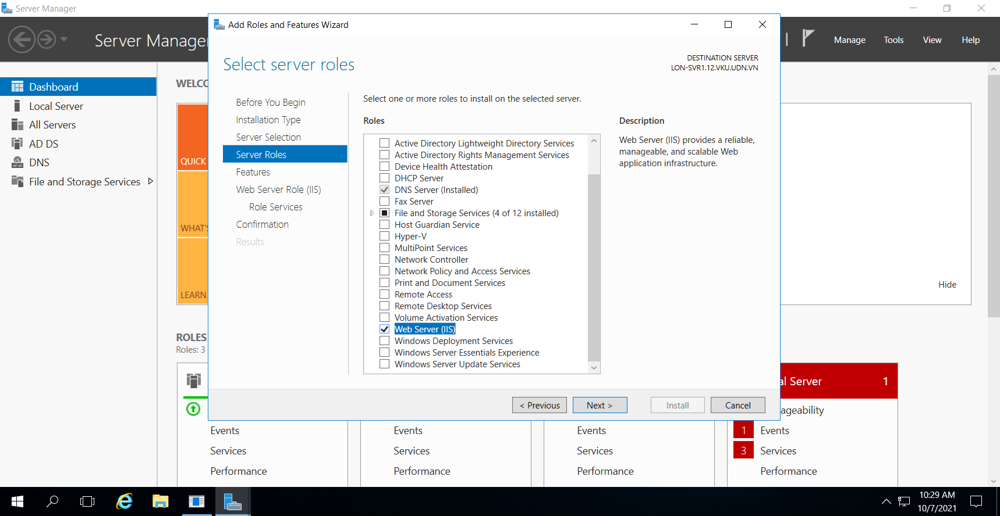 Server Manager
Server Manager
Manage
Tools
View
Help
Dashboard
Local Server
All Servers
AD DS
DNS
File and Storage Services
WELC
QUICK
WHAT'
LEARN
Hide
ROLES
Roles: 3
Add Roles and Features Wizard
Select server roles
DESTINATION SERVER
LON-SVR1.12.VKU.UDN.VN
Before You Begin
Installation Type
Server Selection
Server Roles
Features
Web Server Role (IIS)
Role Services
Confirmation
Results
Select one or more roles to install on the selected server.
Roles
Active Directory Lightweight Directory Services
Active Directory Rights Management Services
Device Health Attestation
DHCP Server
DNS Server (Installed)
Fax Server
File and Storage Services (4 of 12 installed)
Host Guardian Service
Hyper-V
MultiPoint Services
Network Controller
Network Policy and Access Services
Print and Document Services
Remote Access
Remote Desktop Services
Volume Activation Services
Web Server (IIS)
Windows Deployment Services
Windows Server Essentials Experience
Windows Server Update Services
Description
Web Server (IIS) provides a reliable,
manageable, and scalable Web
application infrastructure.
< Previous
Next >
Install
Cancel
al Server
1
ageability
Events
Services
Performance
Events
Services
Performance
Events
Services
Performance
1 Events
3 Services
Performance
10:29 AM
10/7/2021